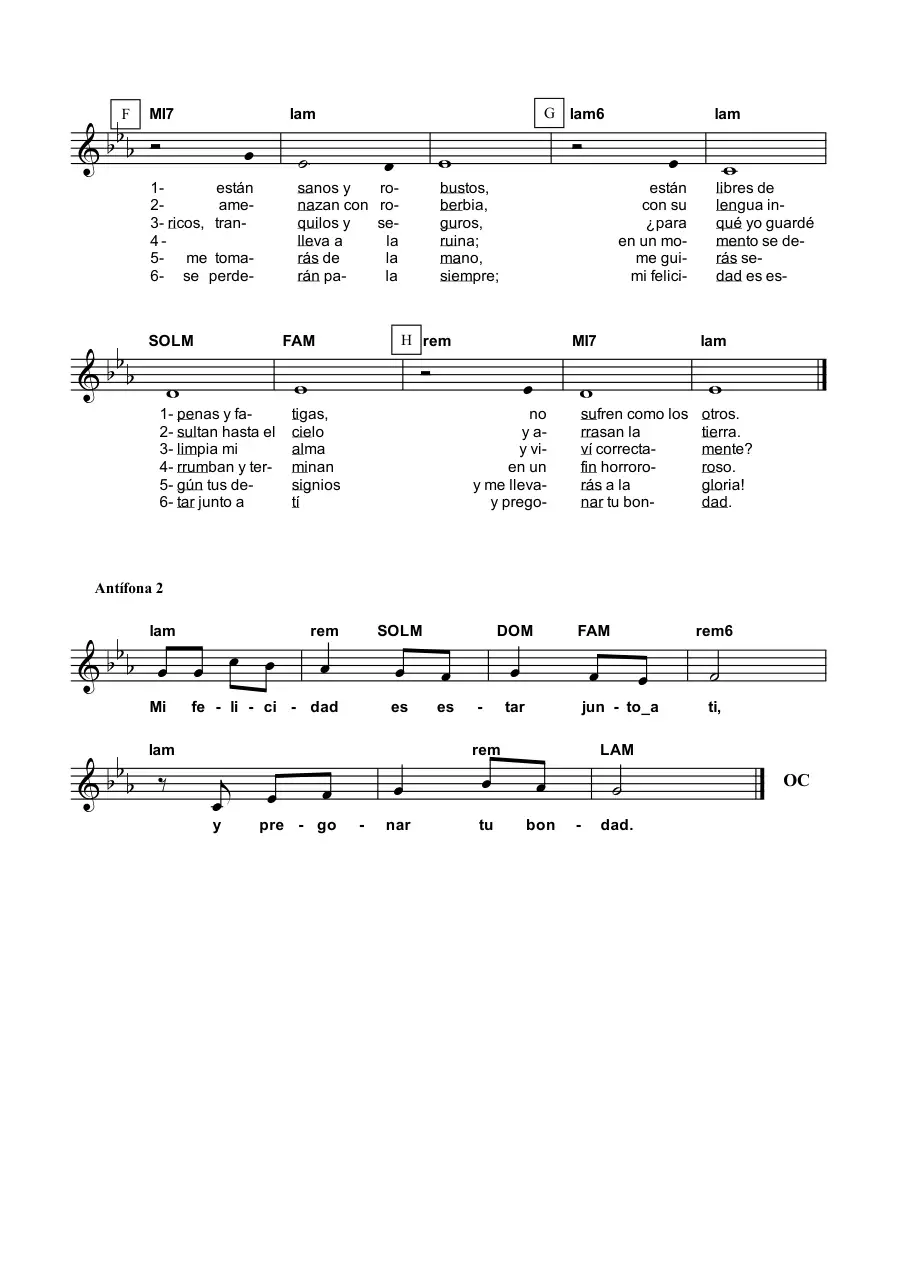 F MI7 lam G lam6 lam
1- están sanos y ro- bustos, están libres de
2- ame- nazan con ro- berbia, con su lengua in-
3- ricos, tran- quilos y se- guros, ¿para qué yo guardé
4 - lleva a la ruina; en un mo- mento se de-
5- me toma- rás de la mano, me gui- rás se-
6- se perde- rán pa- la siempre; mi felici- dad es es-
SOLM FAM H rem MI7 lam
1- penas y fa- tigas, no sufren como los otros.
2- sultan hasta el cielo y a- rrasan la tierra.
3- limpia mi alma y vi- ví correcta- mente?
4- rrumban y ter- minan en un fin horroro- roso.
5- gún tus de- signios y me lleva- rás a la gloria!
6- tar junto a tí y prego- nar tu bon- dad.
Antífona 2
lam rem SOLM DOM FAM rem6
Mi fe - li - ci - dad es es - tar jun - to_a ti,
lam rem LAM
OC
y pre - go - nar tu bon - dad.